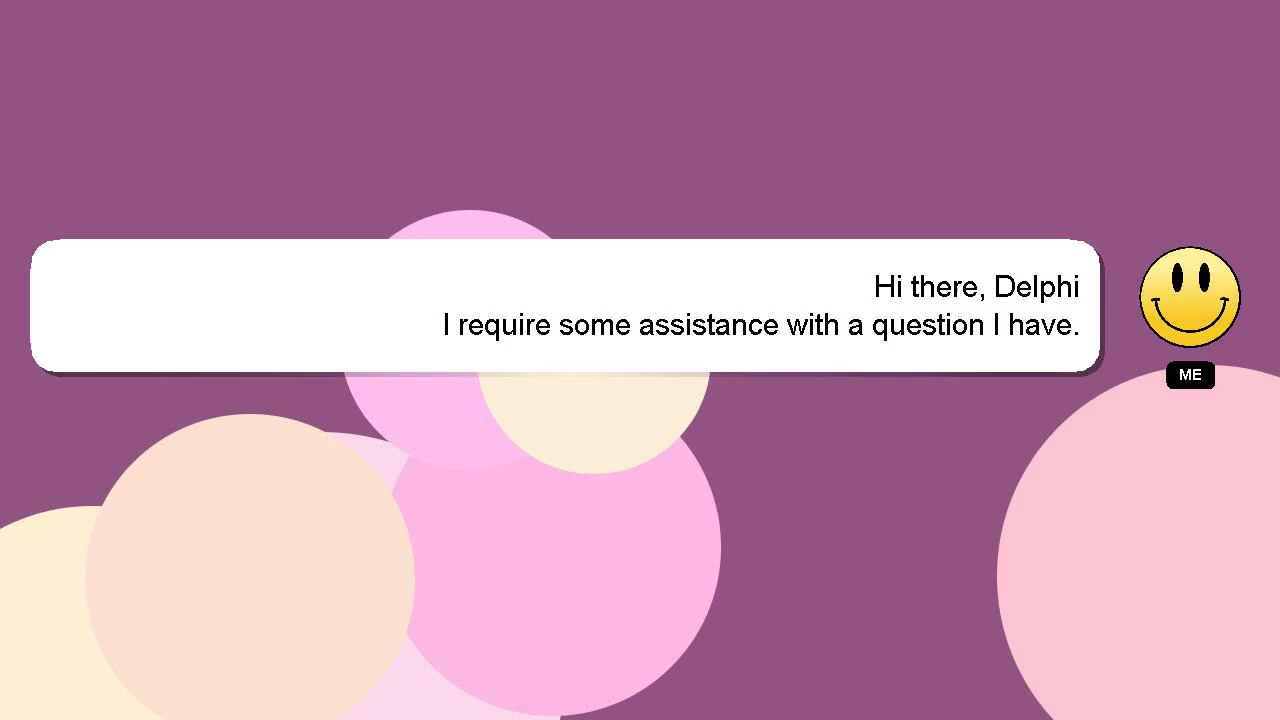 Hi there, Delphi
I require some assistance with a question I have.
ME